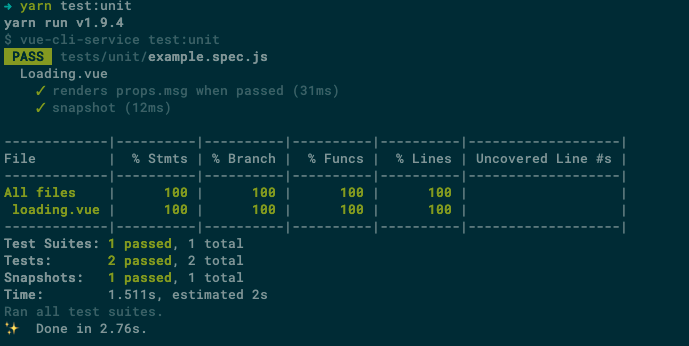 ➜ yarn test:unit
yarn run v1.9.4
$ vue-cli-service test:unit
PASS tests/unit/example.spec.js
  Loading.vue
    ✓ renders props.msg when passed (31ms)
    ✓ snapshot (12ms)
-------------|----------|----------|----------|----------|-------------------|
File         |  % Stmts | % Branch |  % Funcs |  % Lines | Uncovered Line #s |
-------------|----------|----------|----------|----------|-------------------|
All files    |      100 |      100 |      100 |      100 |                   |
 loading.vue |      100 |      100 |      100 |      100 |                   |
-------------|----------|----------|----------|----------|-------------------|
Test Suites: 1 passed, 1 total
Tests:       2 passed, 2 total
Snapshots:   1 passed, 1 total
Time:        1.511s, estimated 2s
Ran all test suites.
✨  Done in 2.76s.